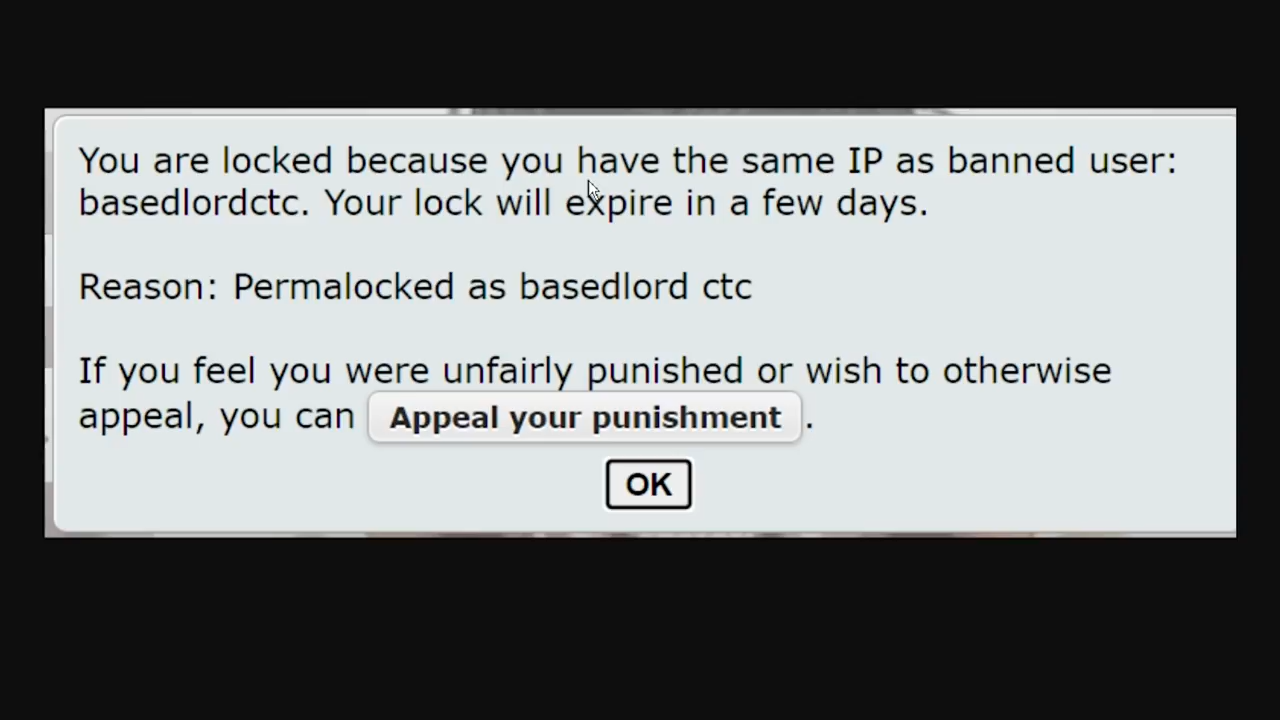 You are locked because you have the same IP as banned user:
basedlordctc. Your lock will expire in a few days.
Reason: Permalocked as basedlord ctc
If you feel you were unfairly punished or wish to otherwise
appeal, you can Appeal your punishment.
OK